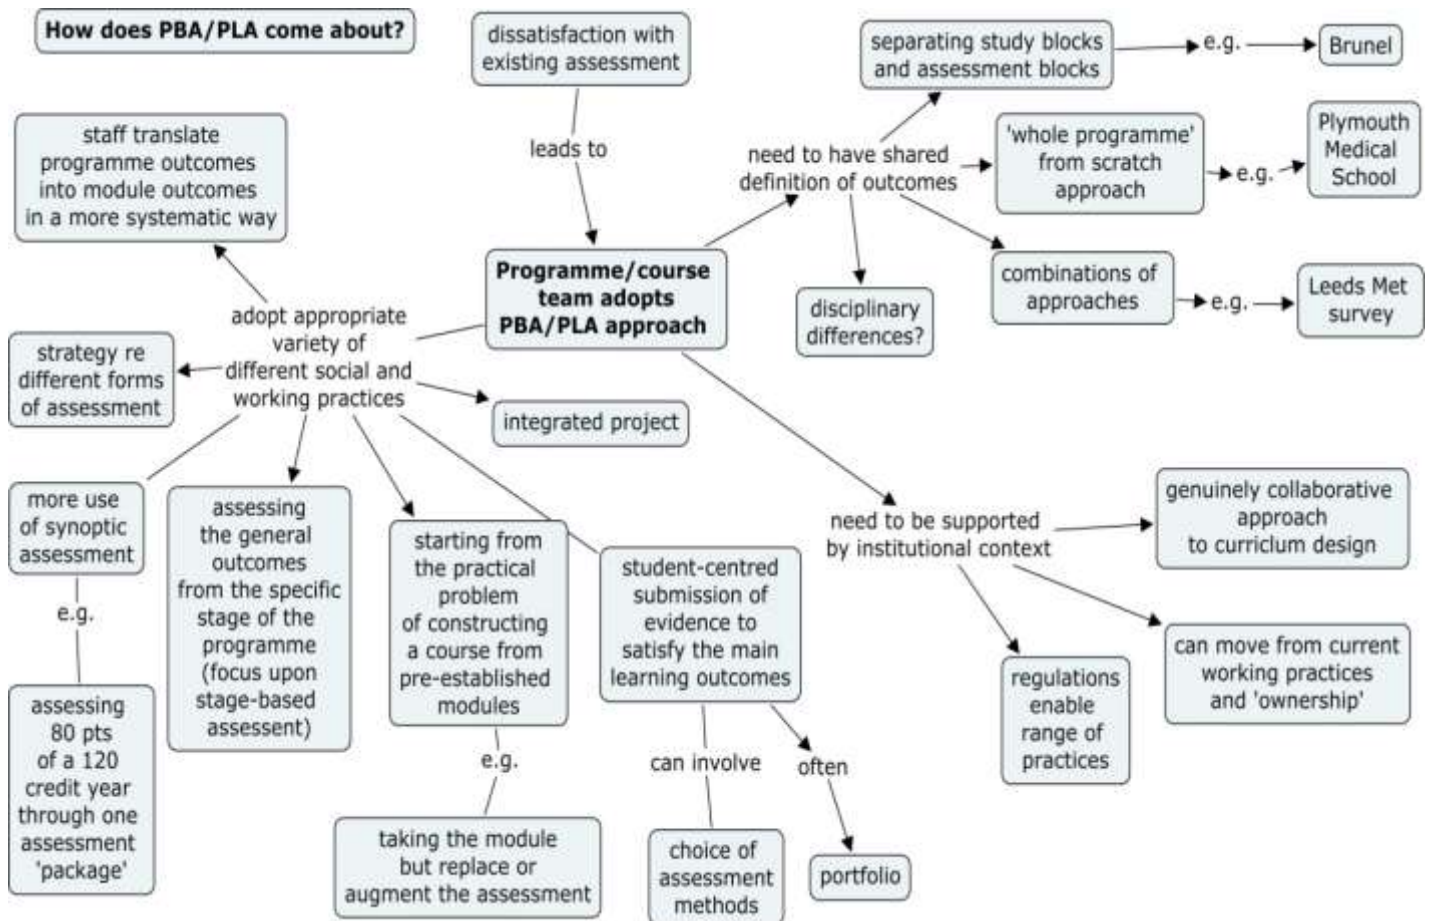 How does PBA/PLA come about?
dissatisfaction with
existing assessment
leads to
Programme/course
team adopts
PBA/PLA approach
need to have shared
definition of outcomes
separating study blocks
and assessment blocks
e.g.
Brunel
'whole programme'
from scratch
approach
e.g.
Plymouth
Medical
School
combinations of
approaches
e.g.
Leeds Met
survey
disciplinary
differences?
adopt appropriate
variety of
different social and
working practices
staff translate
programme outcomes
into module outcomes
in a more systematic way
strategy re
different forms
of assessment
integrated project
more use
of synoptic
assessment
e.g.
assessing
80 pts
of a 120
credit year
through one
assessment
'package'
assessing
the general
outcomes
from the specific
stage of the
programme
(focus upon
stage-based
assessent)
starting from
the practical
problem
of constructing
a course from
pre-established
modules
e.g.
taking the module
but replace or
augment the assessment
student-centred
submission of
evidence to
satisfy the main
learning outcomes
can involve
choice of
assessment
methods
often
portfolio
need to be supported
by institutional context
genuinely collaborative
approach
to curriclum design
can move from current
working practices
and 'ownership'
regulations
enable
range of
practices